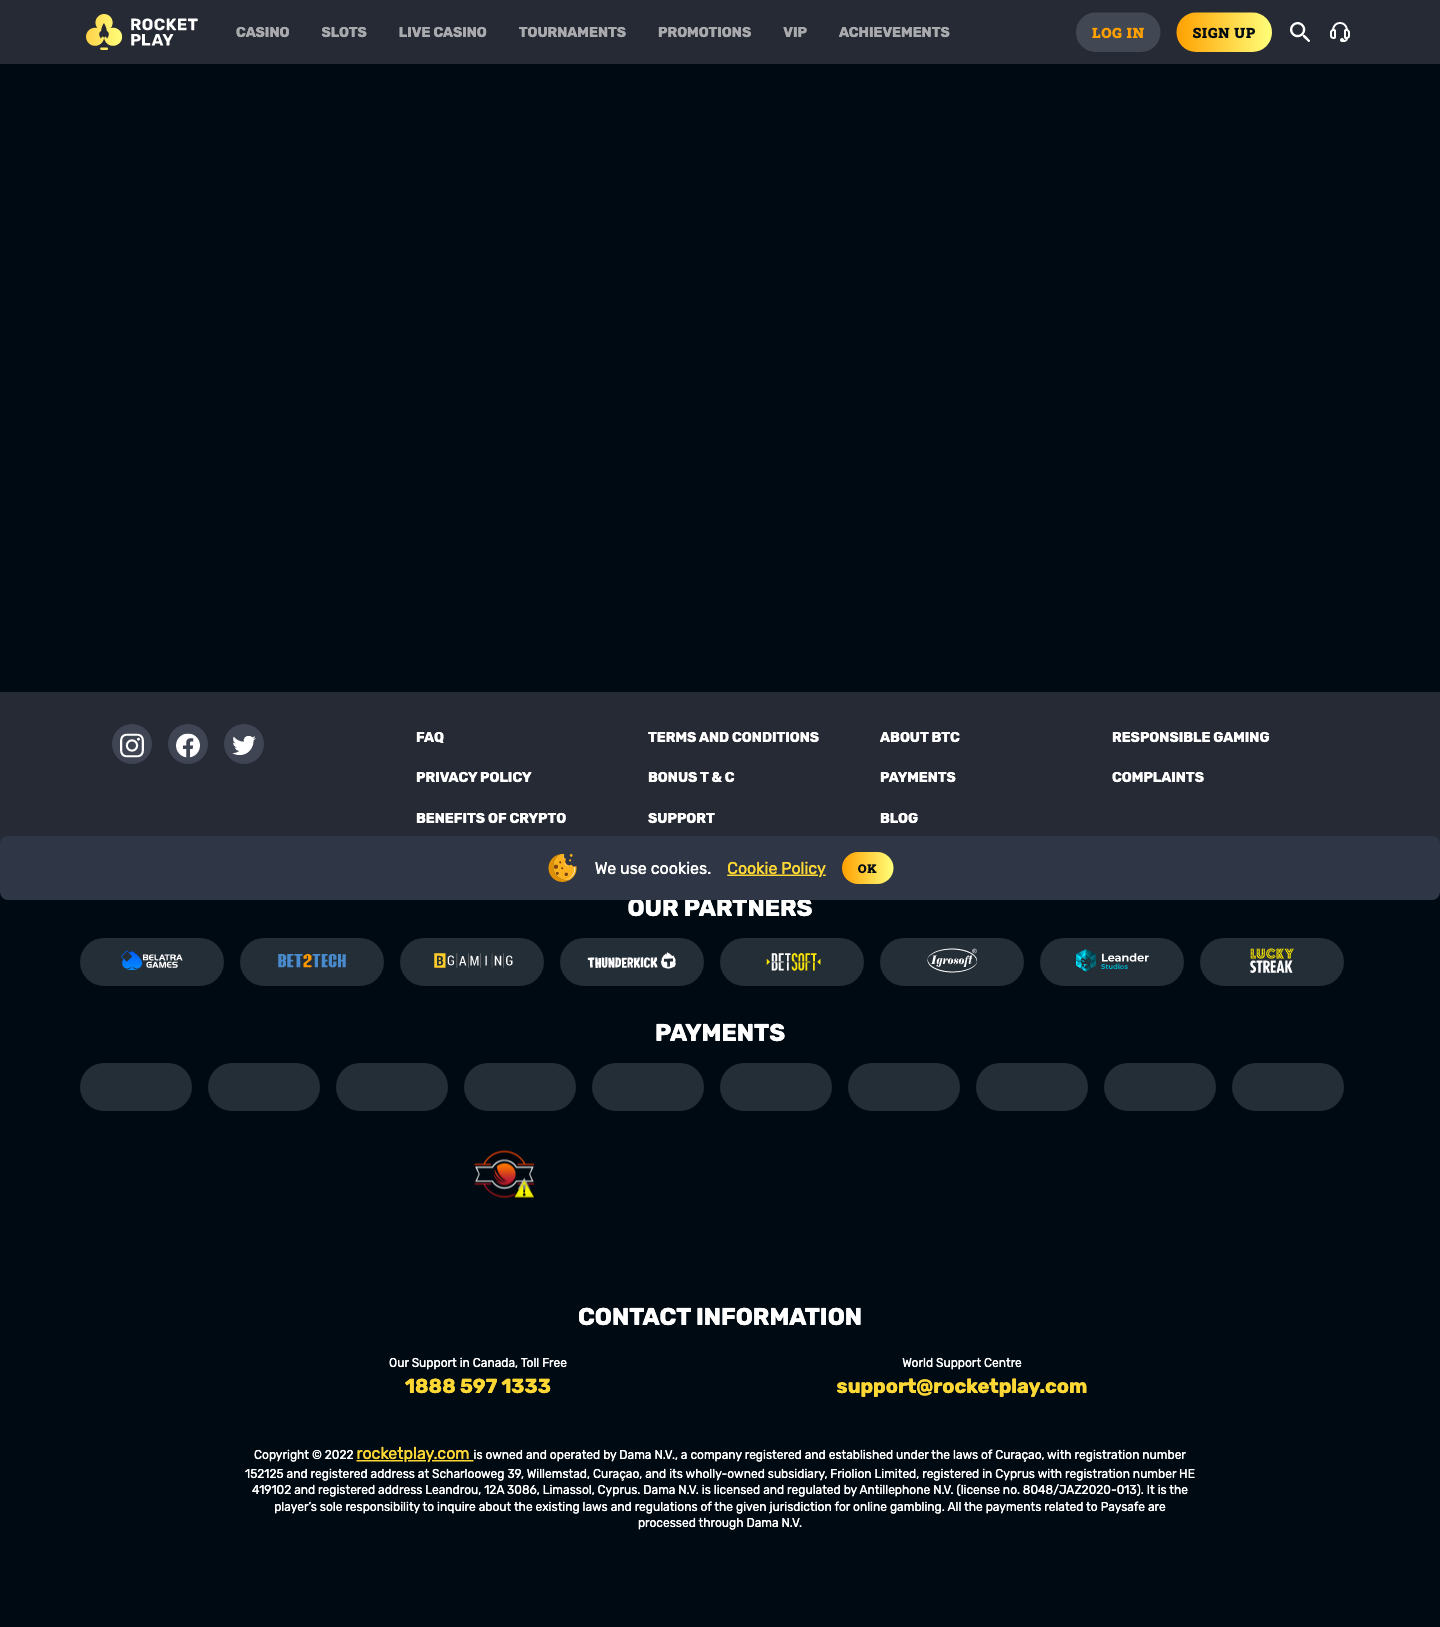 ROCKET PLAY
CASINO SLOTS LIVE CASINO TOURNAMENTS PROMOTIONS VIP ACHIEVEMENTS LOG IN SIGN UP
FAQ TERMS AND CONDITIONS ABOUT BTC RESPONSIBLE GAMING
PRIVACY POLICY BONUS T & C PAYMENTS COMPLAINTS
BENEFITS OF CRYPTO SUPPORT BLOG
We use cookies. Cookie Policy OK
OUR PARTNERS
BELATRA GAMES BET2TECH BGAMING THUNDERKICK BETSOFT Igrosoft Leander Studios LUCKY STREAK
PAYMENTS
CONTACT INFORMATION
Our Support in Canada, Toll Free World Support Centre
1888 597 1333 support@rocketplay.com
Copyright © 2022 rocketplay.com is owned and operated by Dama N.V., a company registered and established under the laws of Curaçao, with registration number
152125 and registered address at Scharlooweg 39, Willemstad, Curaçao, and its wholly-owned subsidiary, Friolion Limited, registered in Cyprus with registration number HE
419102 and registered address Leandrou, 12A 3086, Limassol, Cyprus. Dama N.V. is licensed and regulated by Antillephone N.V. (license no. 8048/JAZ2020-013). It is the
player's sole responsibility to inquire about the existing laws and regulations of the given jurisdiction for online gambling. All the payments related to Paysafe are
processed through Dama N.V.